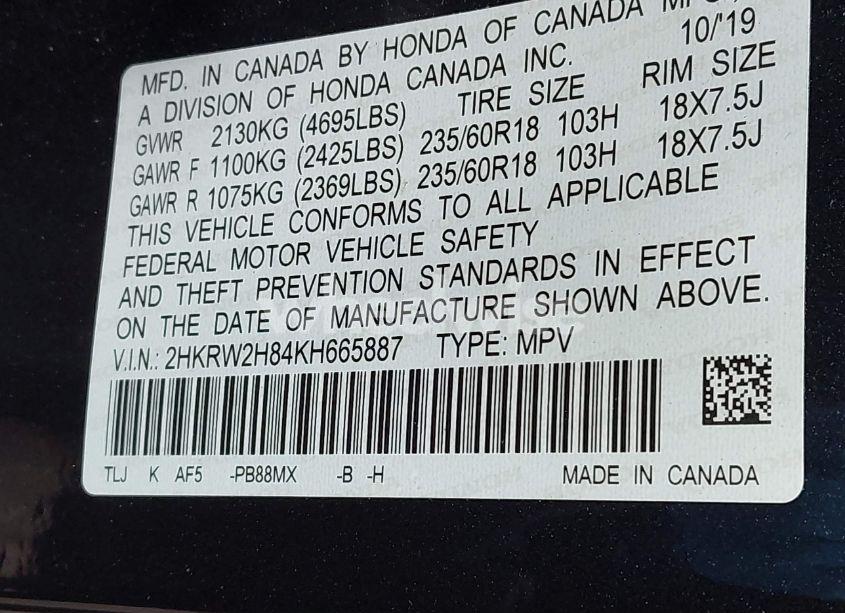 MFD. IN CANADA BY HONDA OF CANADA MFG.,
A DIVISION OF HONDA CANADA INC. 10/'19
GVWR 2130KG (4695LBS) TIRE SIZE RIM SIZE
GAWR F 1100KG (2425LBS) 235/60R18 103H 18X7.5J
GAWR R 1075KG (2369LBS) 235/60R18 103H 18X7.5J
THIS VEHICLE CONFORMS TO ALL APPLICABLE
FEDERAL MOTOR VEHICLE SAFETY
AND THEFT PREVENTION STANDARDS IN EFFECT
ON THE DATE OF MANUFACTURE SHOWN ABOVE.
V.I.N.: 2HKRW2H84KH665887 TYPE: MPV
TLJ K AF5 -PB88MX -B -H MADE IN CANADA